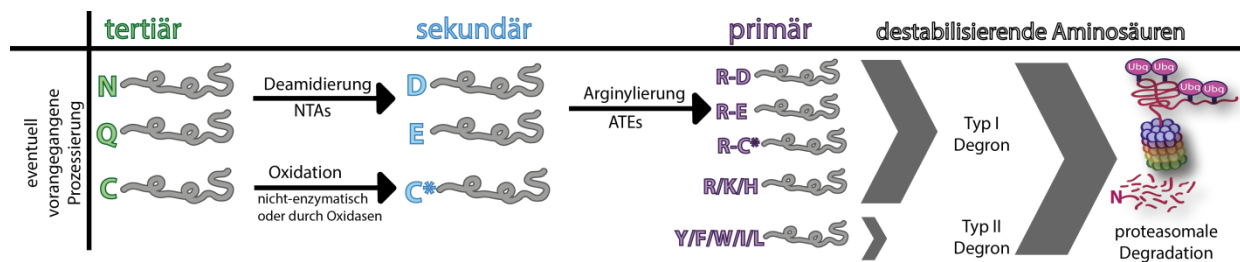 tertiär
sekundär
primär
destabilisierende Aminosäuren
eventuell
vorangegangene
Prozessierung
N
Q
C
Deamidierung
NTAs
Oxidation
nicht-enzymatisch
oder durch Oxidasen
D
E
C*
Arginylierung
ATEs
R-D
R-E
R-C*
R/K/H
Y/F/W/I/L
Typ I
Degron
Typ II
Degron
Ubq Ubq
Ubq Ubq
N
proteasomale
Degradation